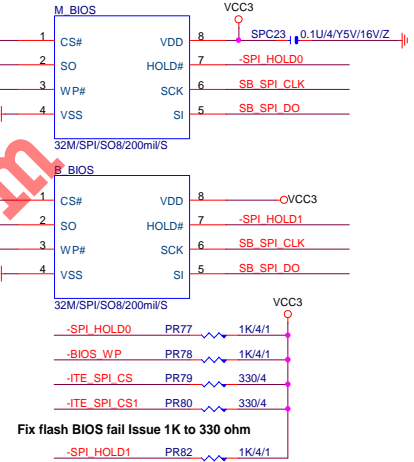 M_BIOS
VCC3
1 CS# VDD 8 SPC23 0.1U/4/Y5V/16V/Z
2 SO HOLD# 7 -SPI_HOLD0
3 WP# SCK 6 SB_SPI_CLK
4 VSS SI 5 SB_SPI_DO
32M/SPI/SO8/200mil/S
B_BIOS
1 CS# VDD 8 VCC3
2 SO HOLD# 7 -SPI_HOLD1
3 WP# SCK 6 SB_SPI_CLK
4 VSS SI 5 SB_SPI_DO
32M/SPI/SO8/200mil/S
VCC3
-SPI_HOLD0 PR77 1K/4/1
-BIOS_WP PR78 1K/4/1
-ITE_SPI_CS PR79 330/4
-ITE_SPI_CS1 PR80 330/4
Fix flash BIOS fail Issue 1K to 330 ohm
-SPI_HOLD1 PR82 1K/4/1